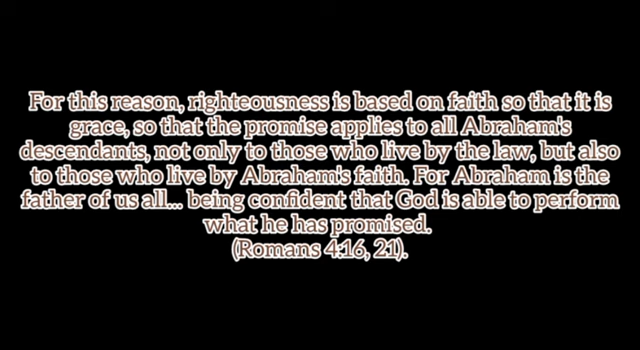 For this reason, righteousness is based on faith so that it is
grace, so that the promise applies to all Abraham's
descendants, not only to those who live by the law, but also
to those who live by Abraham's faith. For Abraham is the
father of us all... being confident that God is able to perform
what he has promised.
(Romans 4:16, 21).